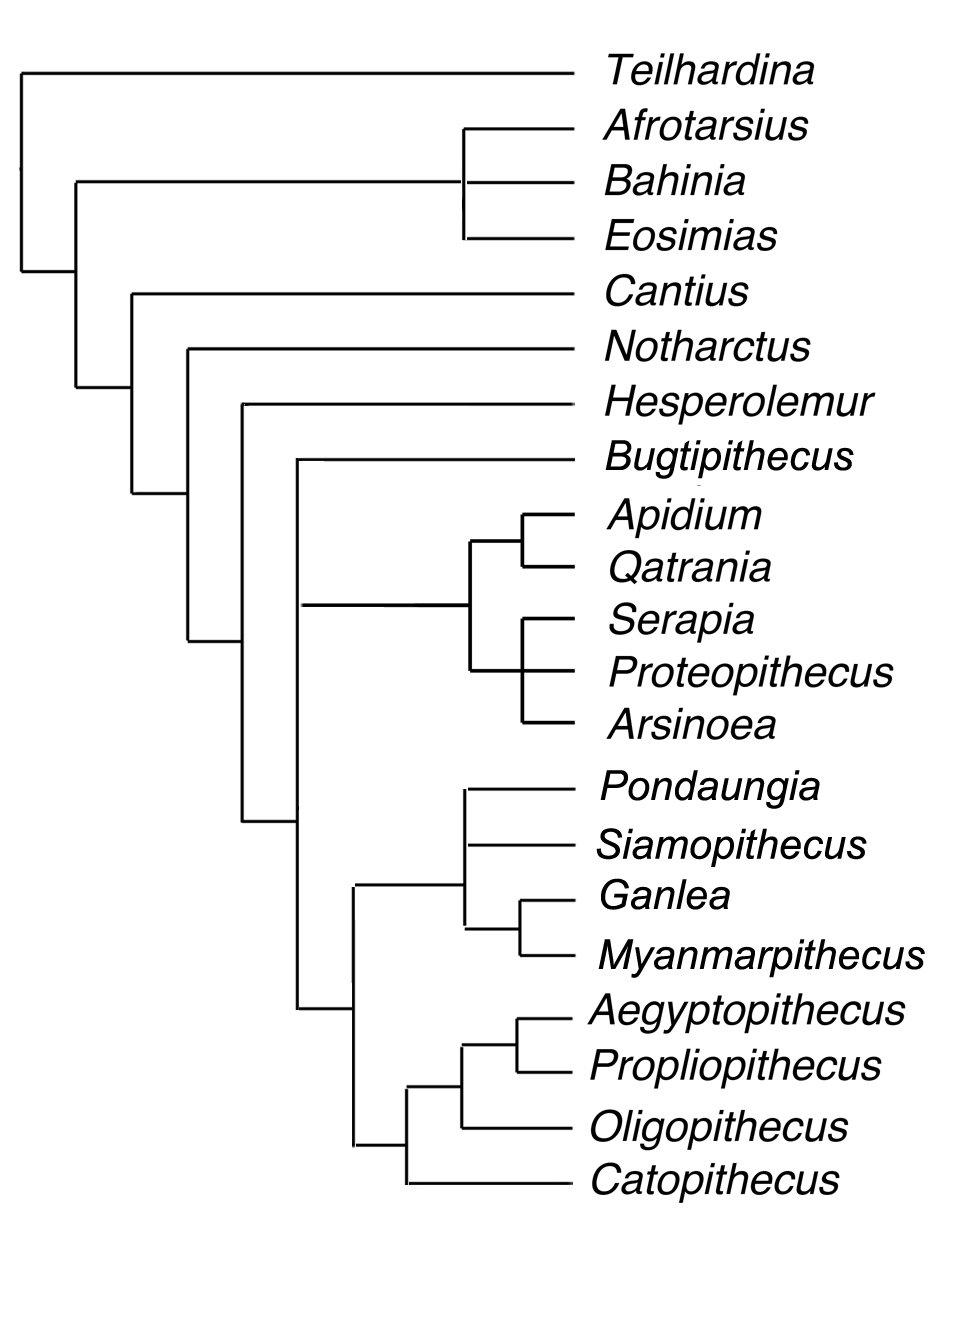 Teilhardina
Afrotarsius
Bahinia
Eosimias
Cantius
Notharctus
Hesperolemur
Bugtipithecus
Apidium
Qatrania
Serapia
Proteopithecus
Arsinoea
Pondaungia
Siamopithecus
Ganlea
Myanmarpithecus
Aegyptopithecus
Propliopithecus
Oligopithecus
Catopithecus